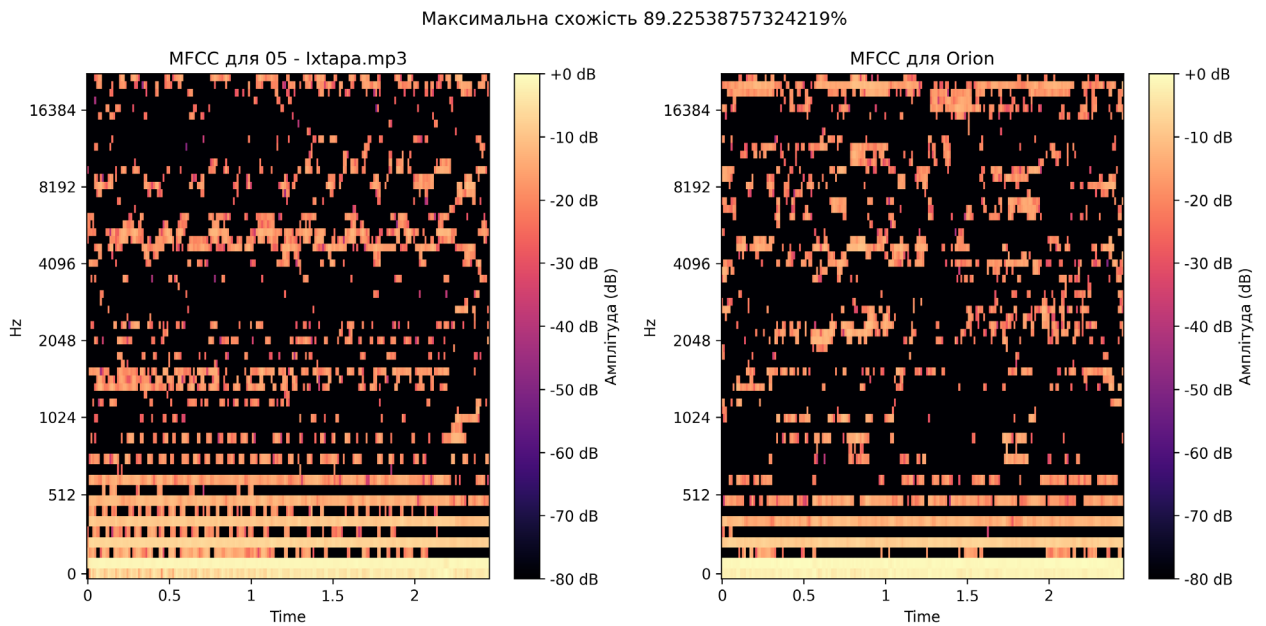 Максимальна схожість 89.22538757324219%
MFCC для 05 - Ixtapa.mp3
Hz
16384
8192
4096
2048
1024
512
0
0
0.5
1
1.5
2
Time
+0 dB
-10 dB
-20 dB
-30 dB
-40 dB
-50 dB
-60 dB
-70 dB
-80 dB
Амплітуда (dB)
MFCC для Orion
Hz
16384
8192
4096
2048
1024
512
0
0
0.5
1
1.5
2
Time
+0 dB
-10 dB
-20 dB
-30 dB
-40 dB
-50 dB
-60 dB
-70 dB
-80 dB
Амплітуда (dB)